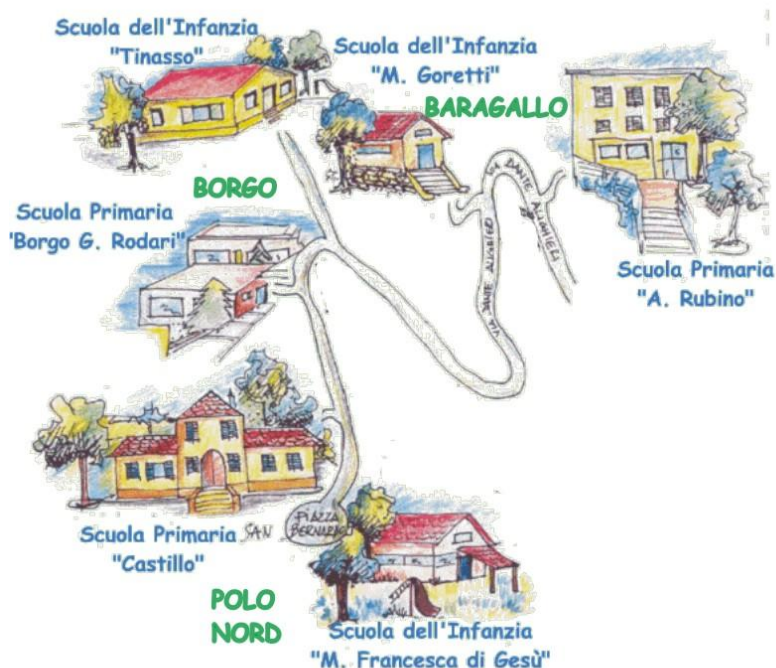 Scuola dell'Infanzia
"Tinasso"
Scuola dell'Infanzia
"M. Goretti"
BARAGALLO
BORGO
Scuola Primaria
"Borgo G. Rodari"
VIA DANTE ALIGHIERI
VIA DANTE ALIGHIERI
Scuola Primaria
"A. Rubino"
Scuola Primaria
"Castillo"
PIAZZA
SAN BERNARDO
POLO
NORD
Scuola dell'Infanzia
"M. Francesca di Gesù"